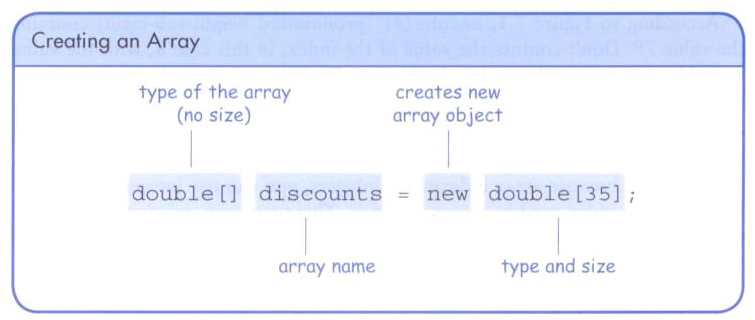 Creating an Array
type of the array
(no size)
creates new
array object
double[] discounts = new double[35];
array name
type and size